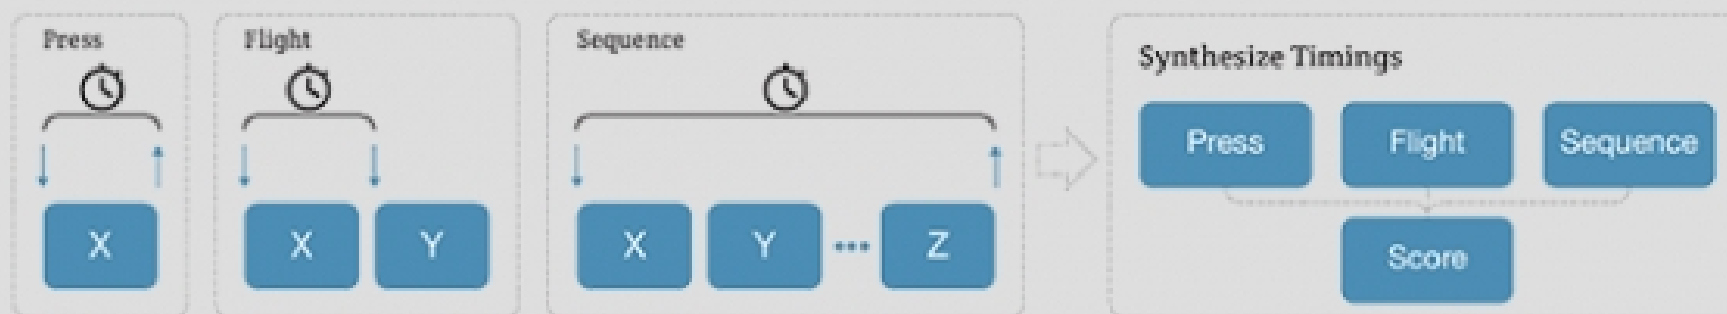 Press
X
Flight
X Y
Sequence
X Y ••• Z
Synthesize Timings
Press Flight Sequence
Score